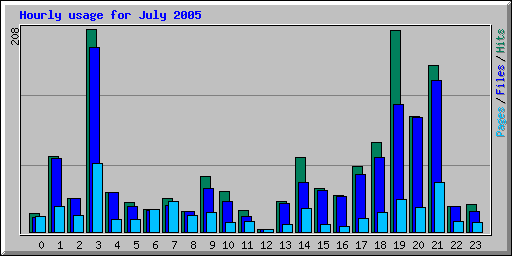 Hourly usage for July 2005
208
Pages / Files / Hits
0 1 2 3 4 5 6 7 8 9 10 11 12 13 14 15 16 17 18 19 20 21 22 23